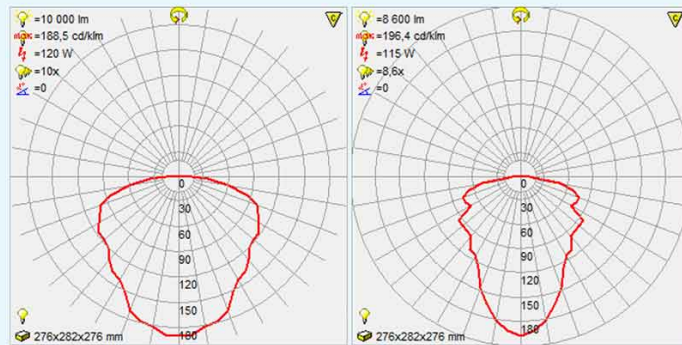 =10 000 lm
max =188,5 cd/klm
=120 W
=10x
=0
0
30
60
90
120
150
180
276x282x276 mm
C
=8 600 lm
max =196,4 cd/klm
=115 W
=8,6x
=0
0
30
60
90
120
150
180
276x282x276 mm
C